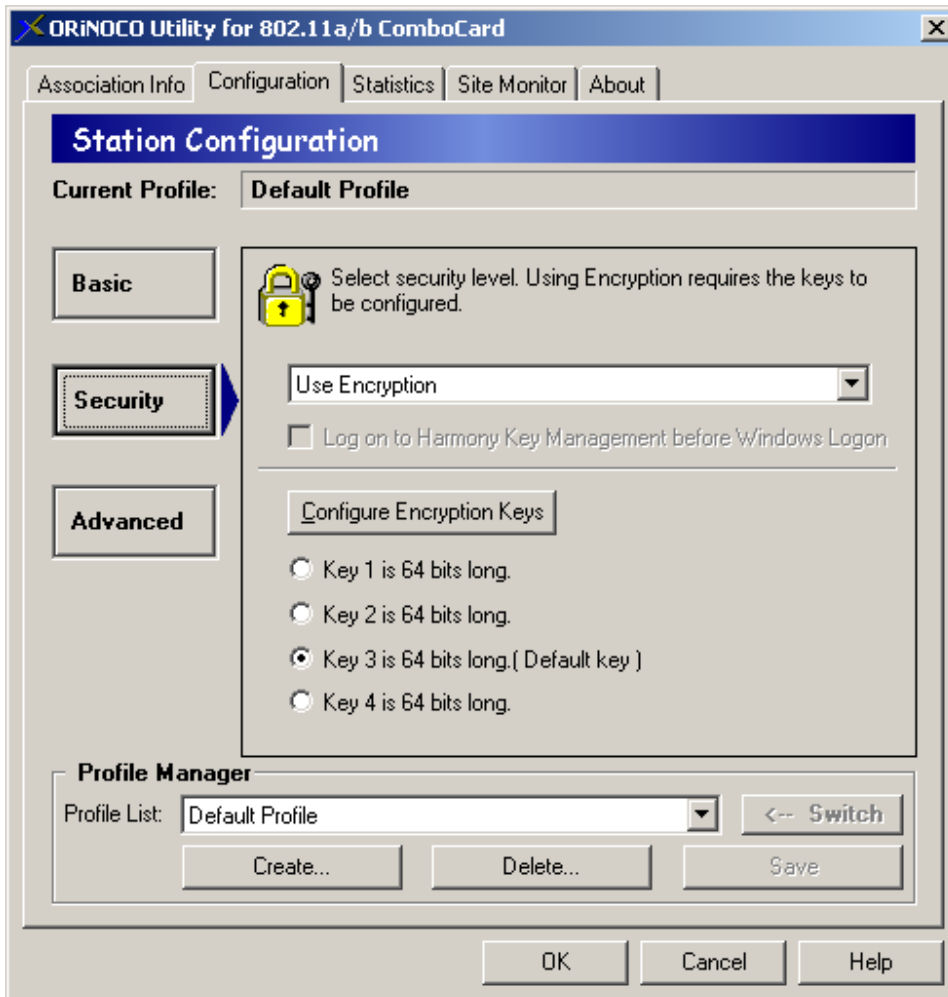 ORiNOCO Utility for 802.11a/b ComboCard
Association Info
Configuration
Statistics
Site Monitor
About
Station Configuration
Current Profile:
Default Profile
Basic
Security
Advanced
Select security level. Using Encryption requires the keys to
be configured.
Use Encryption
Log on to Harmony Key Management before Windows Logon
Configure Encryption Keys
Key 1 is 64 bits long.
Key 2 is 64 bits long.
Key 3 is 64 bits long.( Default key )
Key 4 is 64 bits long.
Profile Manager
Profile List:
Default Profile
<-- Switch
Create...
Delete...
Save
OK
Cancel
Help